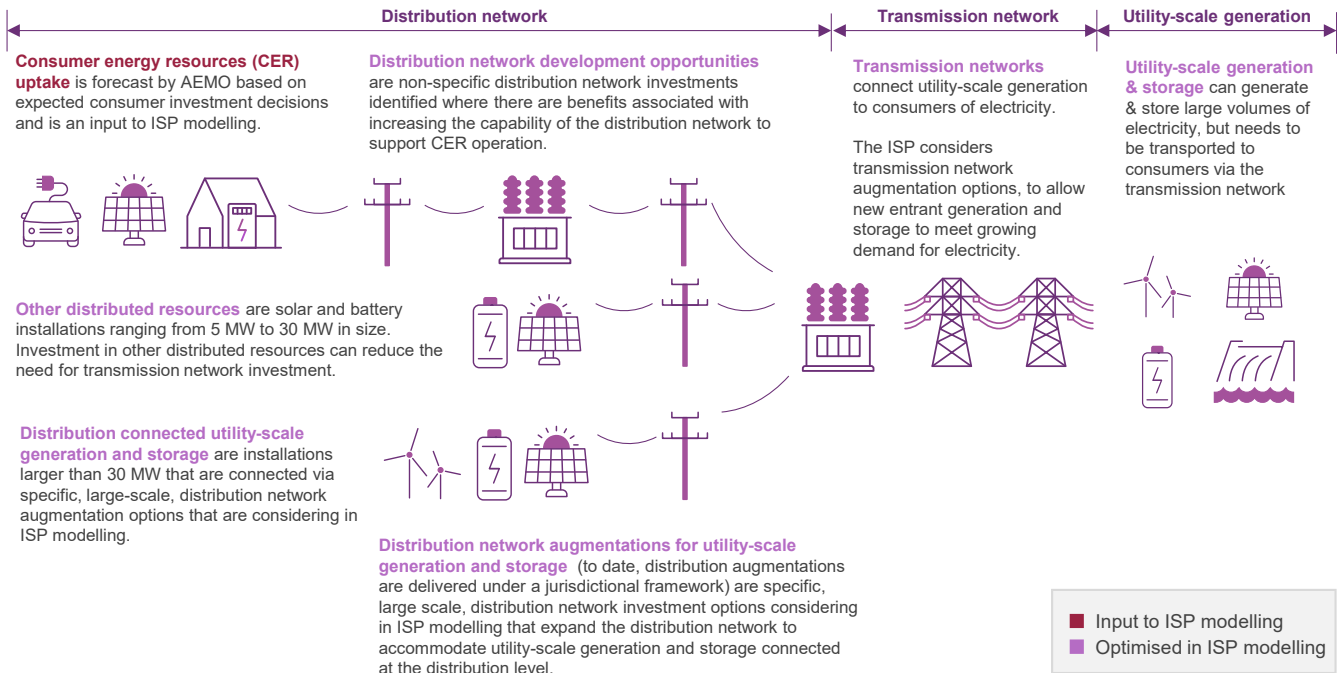 Distribution network
Transmission network
Utility-scale generation
Consumer energy resources (CER)
uptake is forecast by AEMO based on
expected consumer investment decisions
and is an input to ISP modelling.
Distribution network development opportunities
are non-specific distribution network investments
identified where there are benefits associated with
increasing the capability of the distribution network to
support CER operation.
Transmission networks
connect utility-scale generation
to consumers of electricity.
The ISP considers
transmission network
augmentation options, to allow
new entrant generation and
storage to meet growing
demand for electricity.
Utility-scale generation
& storage can generate
& store large volumes of
electricity, but needs to
be transported to
consumers via the
transmission network
Other distributed resources are solar and battery
installations ranging from 5 MW to 30 MW in size.
Investment in other distributed resources can reduce the
need for transmission network investment.
Distribution connected utility-scale
generation and storage are installations
larger than 30 MW that are connected via
specific, large-scale, distribution network
augmentation options that are considering in
ISP modelling.
Distribution network augmentations for utility-scale
generation and storage (to date, distribution augmentations
are delivered under a jurisdictional framework) are specific,
large scale, distribution network investment options considering
in ISP modelling that expand the distribution network to
accommodate utility-scale generation and storage connected
at the distribution level.
Input to ISP modelling
Optimised in ISP modelling